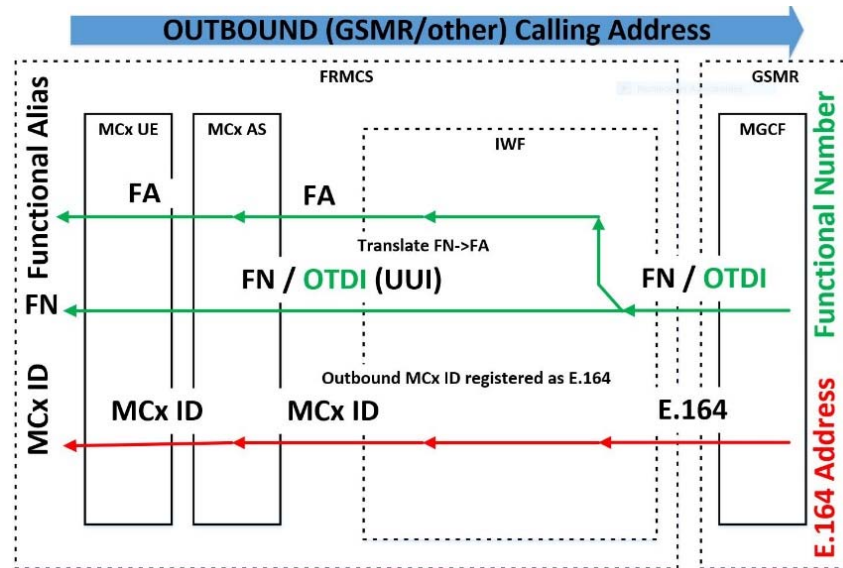 OUTBOUND (GSMR/other) Calling Address
FRMCS
GSMR
MCx UE
MCx AS
IWF
MGCF
Functional Alias
Functional Number
FA
FA
Translate FN->FA
FN / OTDI (UUI)
FN / OTDI
FN
Outbound MCx ID registered as E.164
MCx ID
MCx ID
MCx ID
E.164
E.164 Address